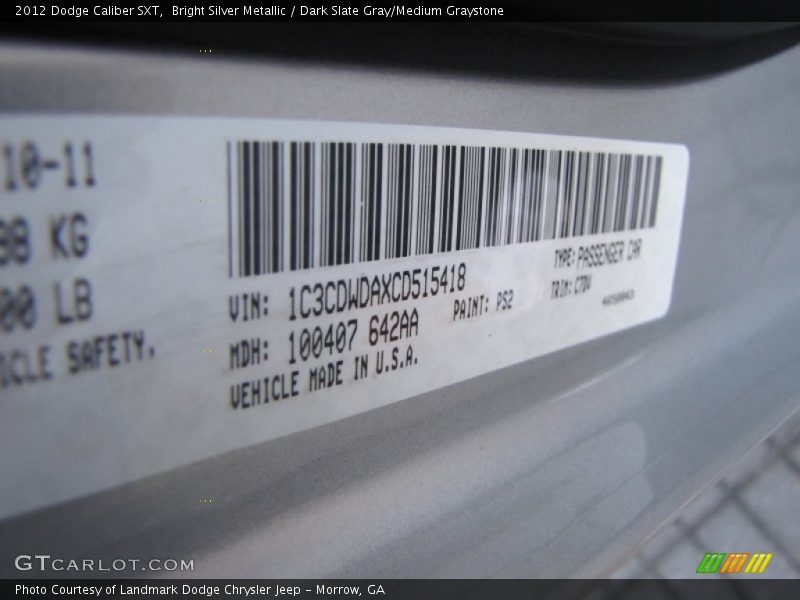 2012 Dodge Caliber SXT,  Bright Silver Metallic / Dark Slate Gray/Medium Graystone
10-11
98 KG
00 LB
ICLE SAFETY.
VIN: 1C3CDWDAXCD515418
TYPE: PASSENGER CAR
MDH: 100407 642AA
PAINT: PS2
TRIM: C7DV
VEHICLE MADE IN U.S.A.
GTCARLOT.COM
Photo Courtesy of Landmark Dodge Chrysler Jeep - Morrow, GA